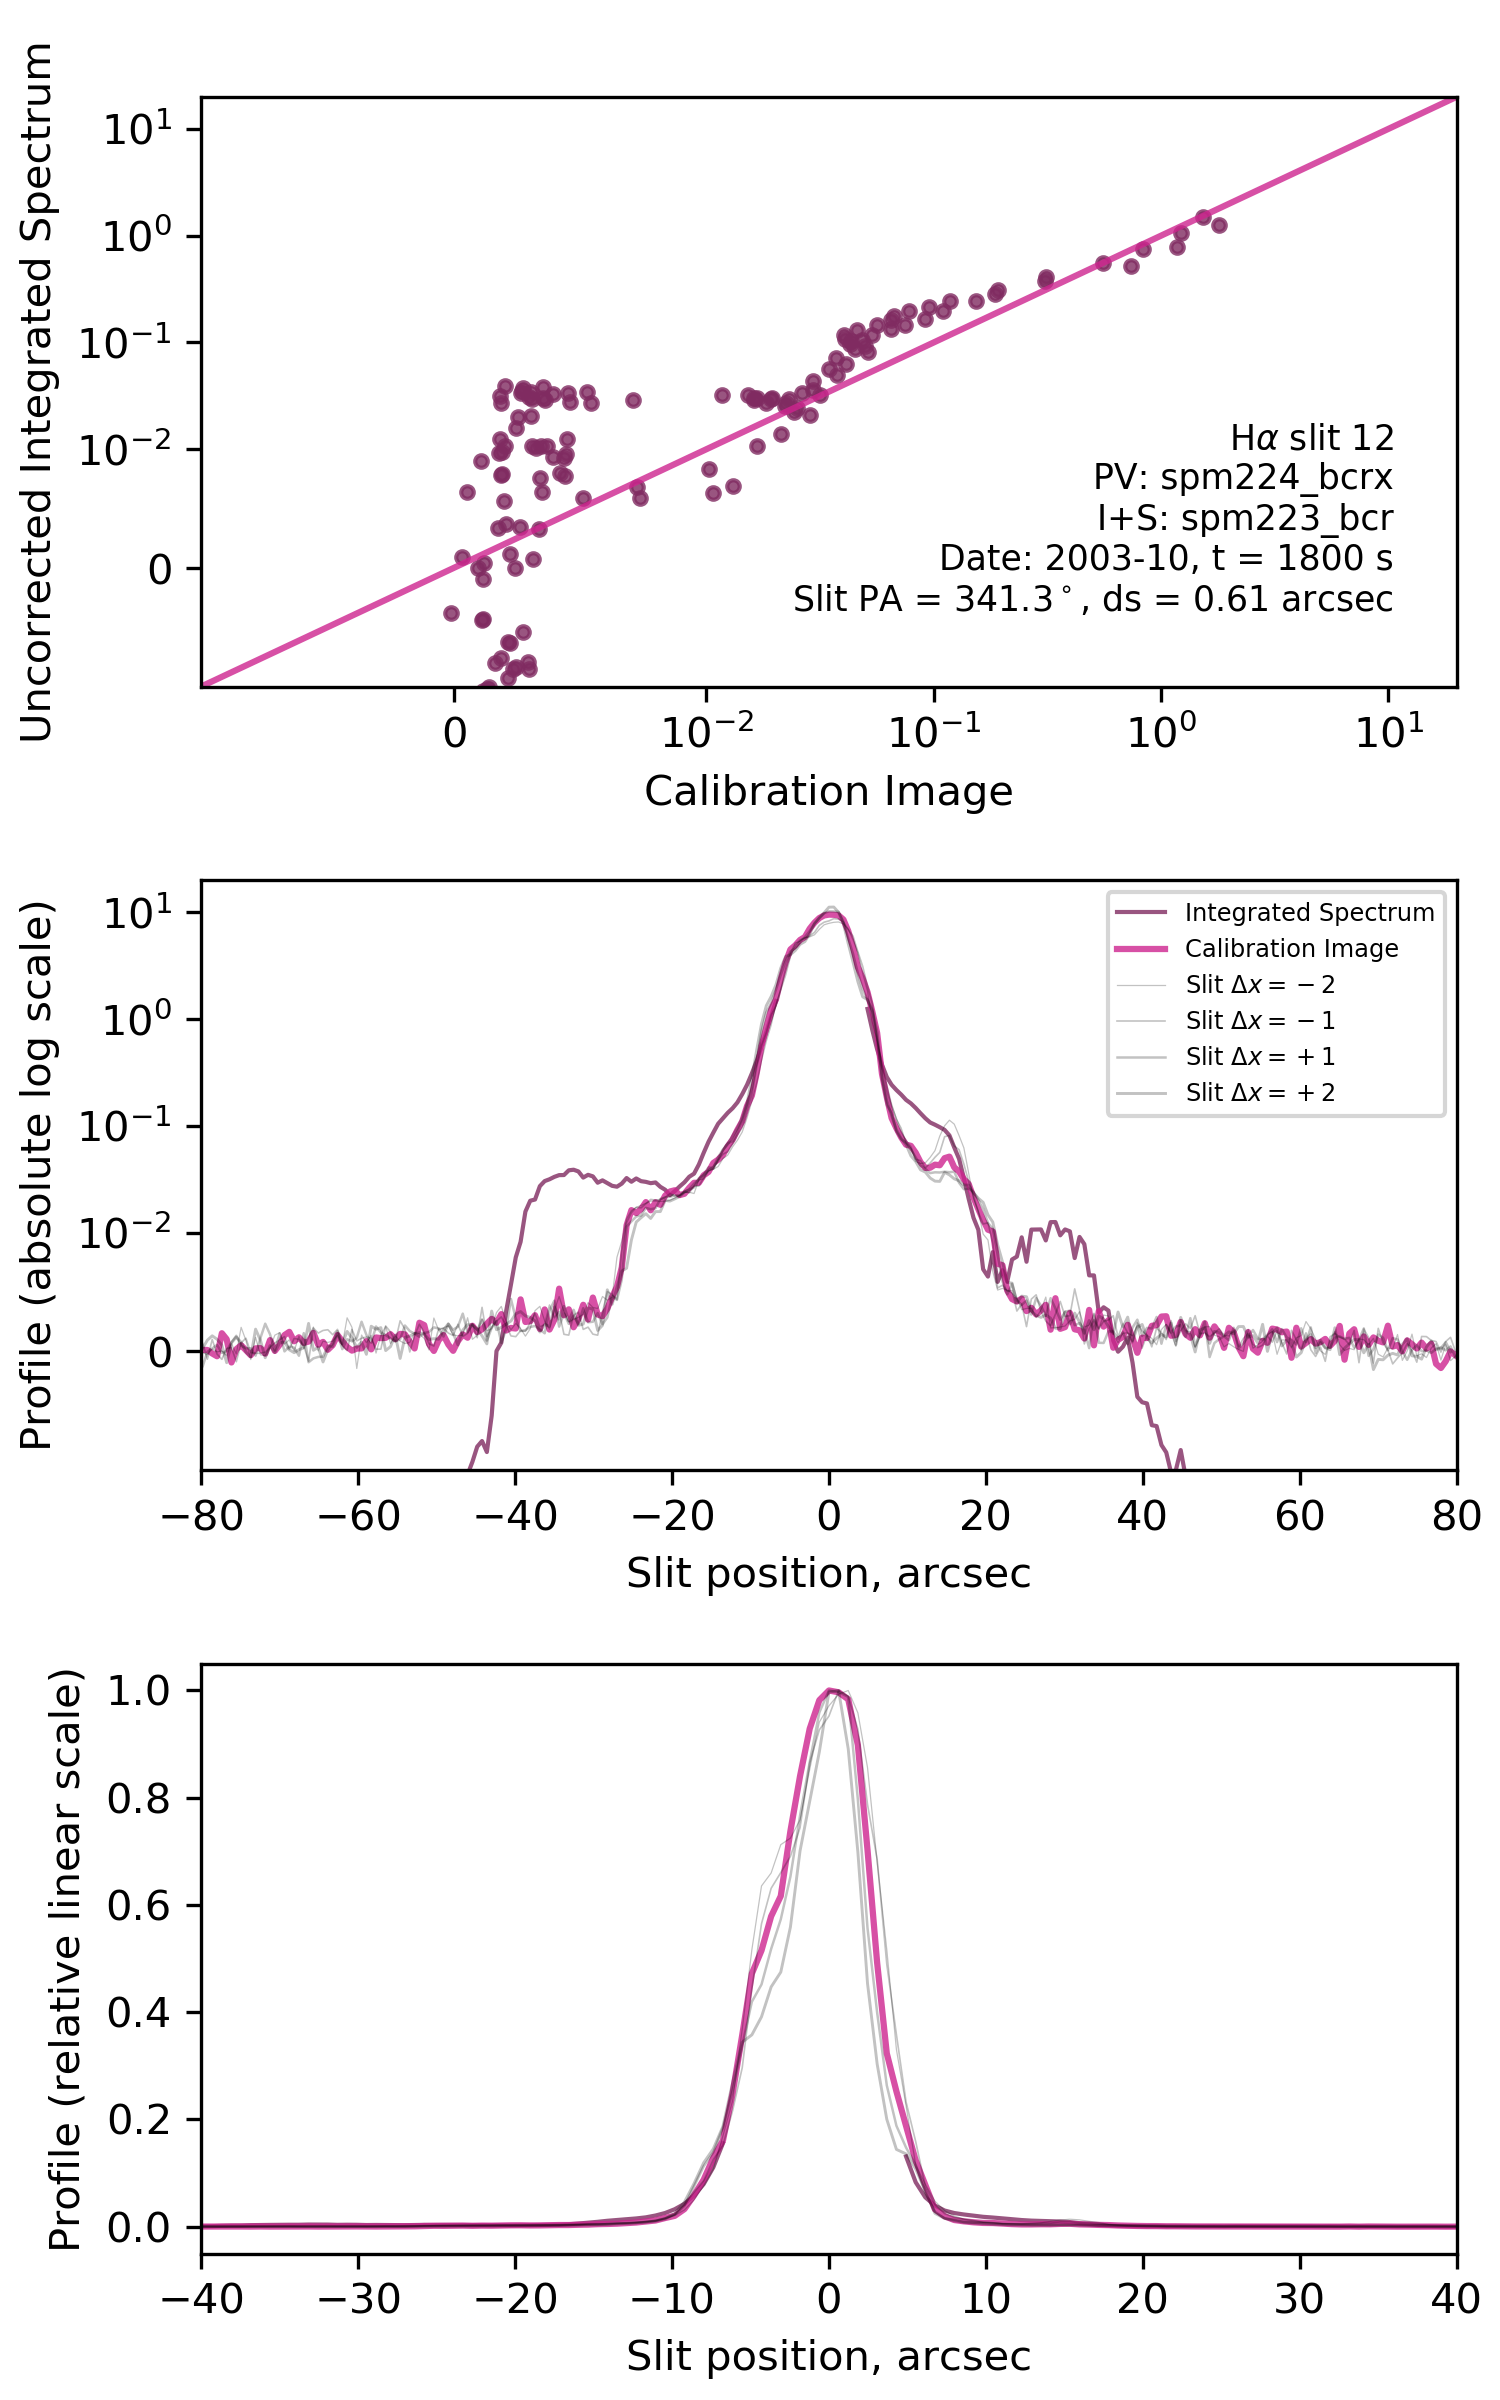 Uncorrected Integrated Spectrum
10¹
10⁰
10⁻¹
10⁻²
0
Hα slit 12
PV: spm224_bcrx
I+S: spm223_bcr
Date: 2003-10, t = 1800 s
Slit PA = 341.3°, ds = 0.61 arcsec
0 10⁻² 10⁻¹ 10⁰ 10¹
Calibration Image
Profile (absolute log scale)
10¹
10⁰
10⁻¹
10⁻²
0
Integrated Spectrum
Calibration Image
Slit Δx = −2
Slit Δx = −1
Slit Δx = +1
Slit Δx = +2
−80 −60 −40 −20 0 20 40 60 80
Slit position, arcsec
Profile (relative linear scale)
1.0
0.8
0.6
0.4
0.2
0.0
−40 −30 −20 −10 0 10 20 30 40
Slit position, arcsec